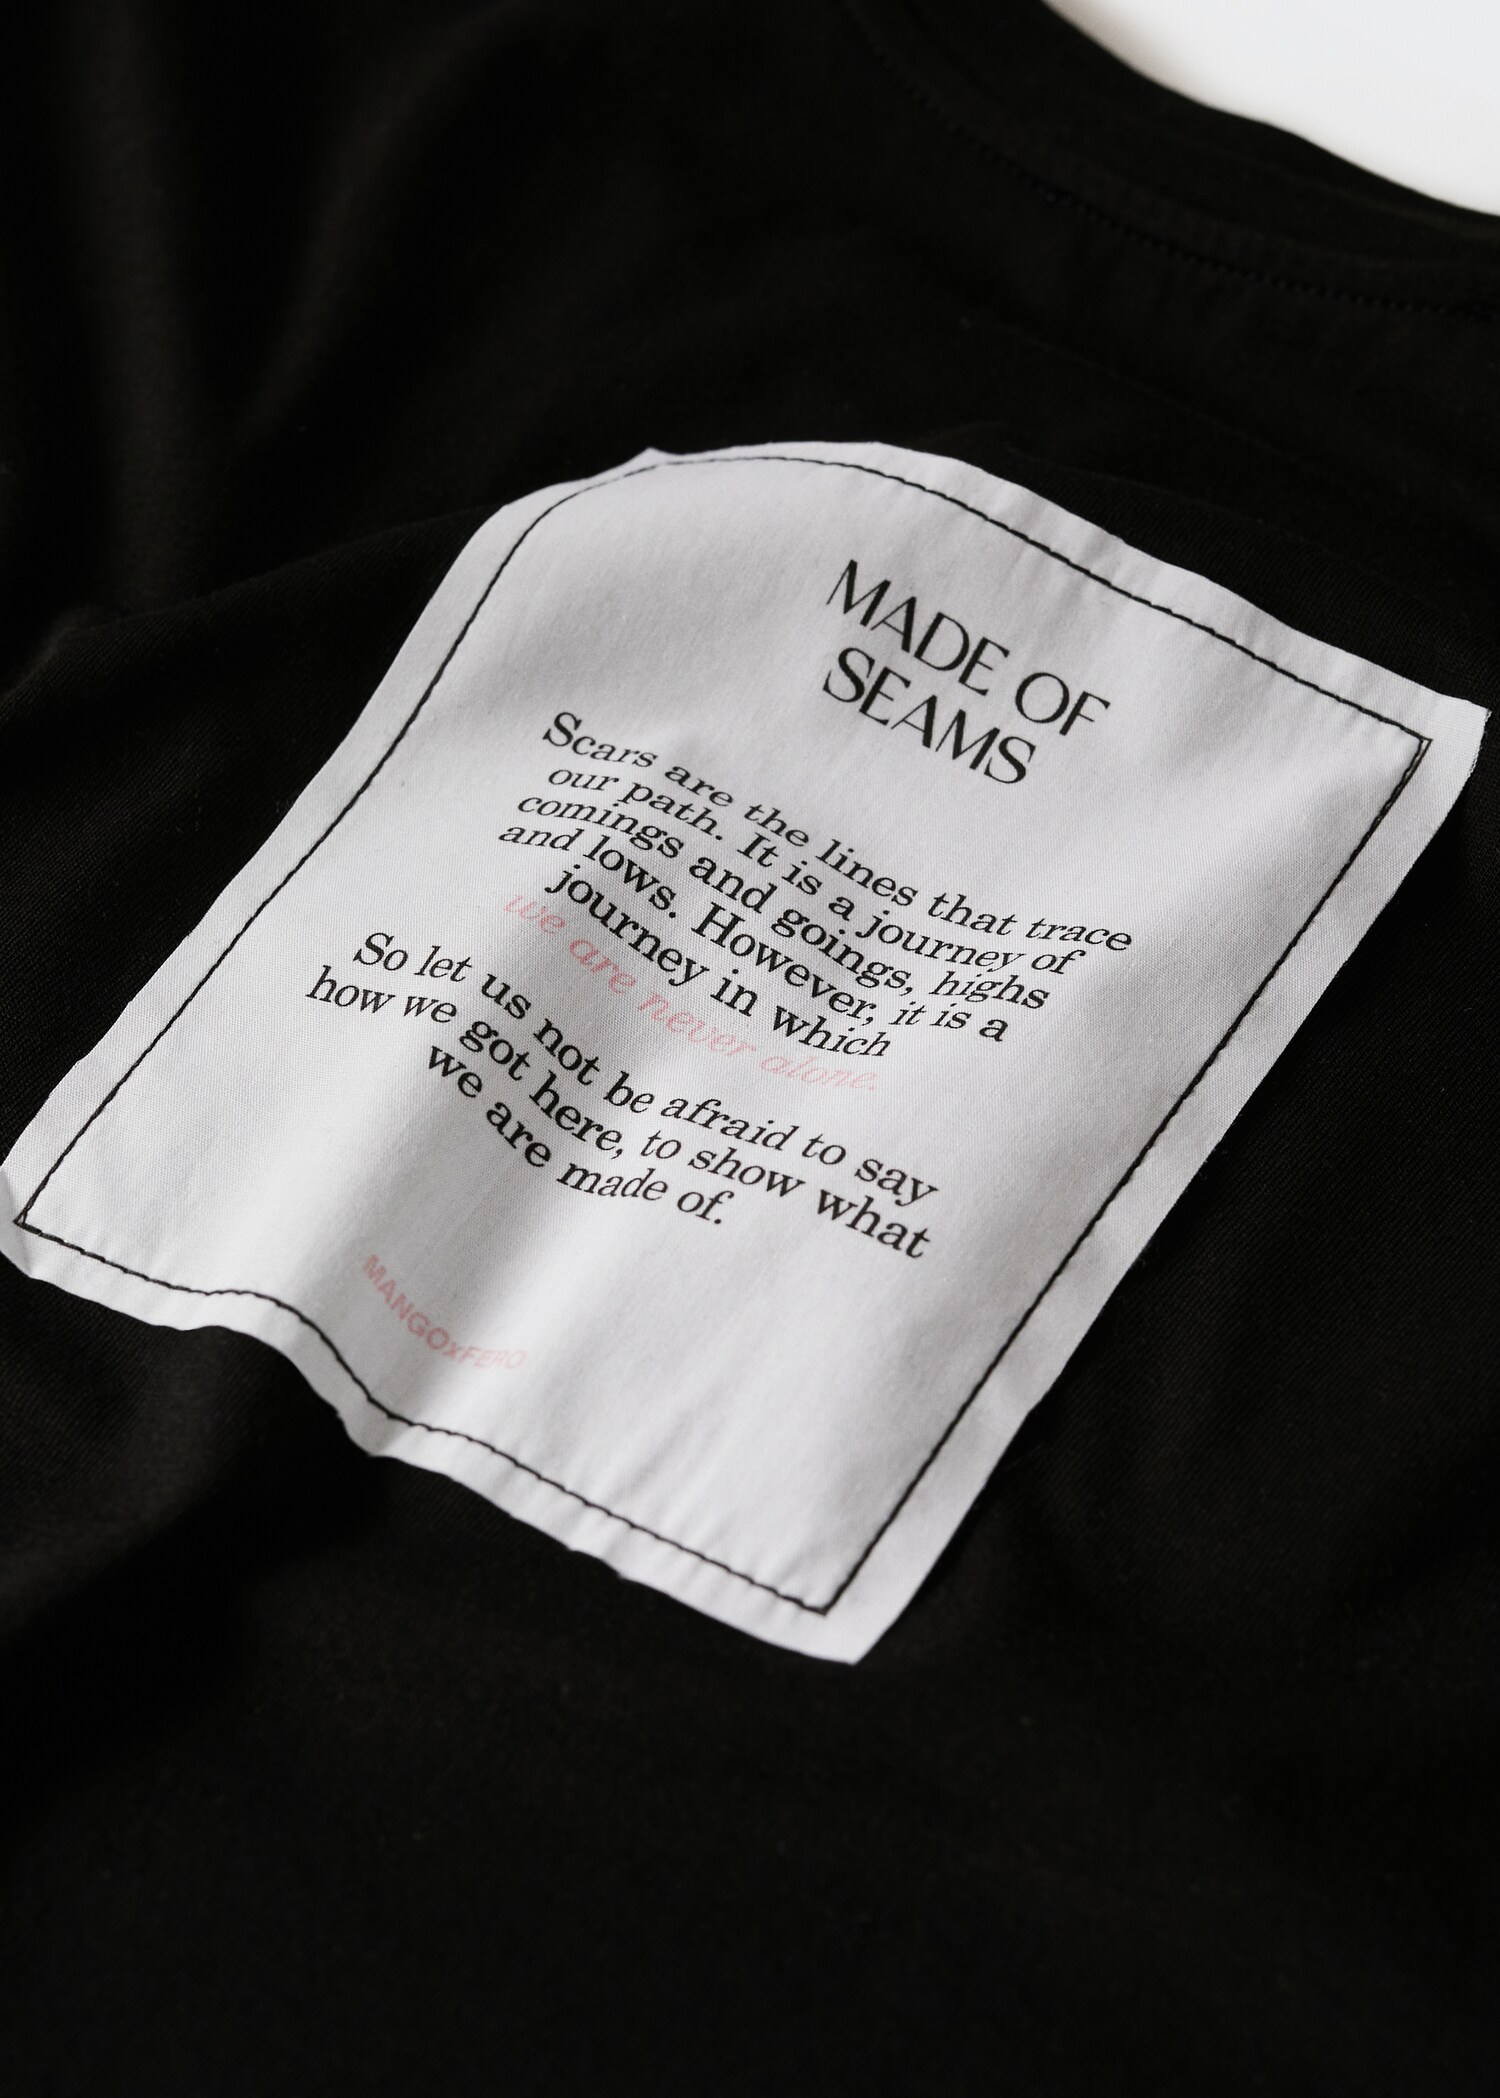 MADE OF
SEAMS
Scars are the lines that trace
our path. It is a journey of
comings and goings, highs
and lows. However, it is a
journey in which
we are never alone.
So let us not be afraid to say
how we got here, to show what
we are made of.
MANGOxFERO